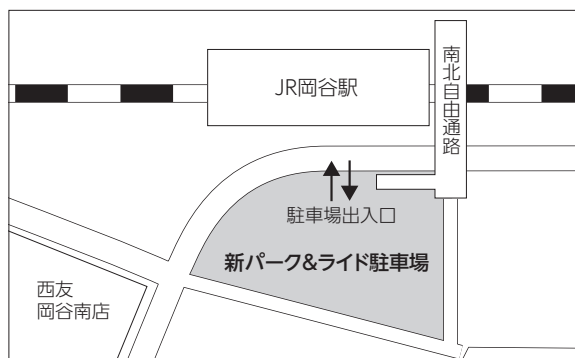 JR岡谷駅
南北自由通路
駐車場出入口
新パーク&ライド駐車場
西友
岡谷南店